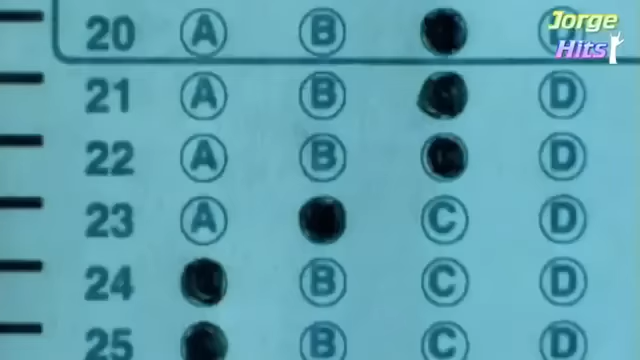 Jorge
Hits
20 A B D
21 A B D
22 A B D
23 A C D
24 B C D
25 B C D